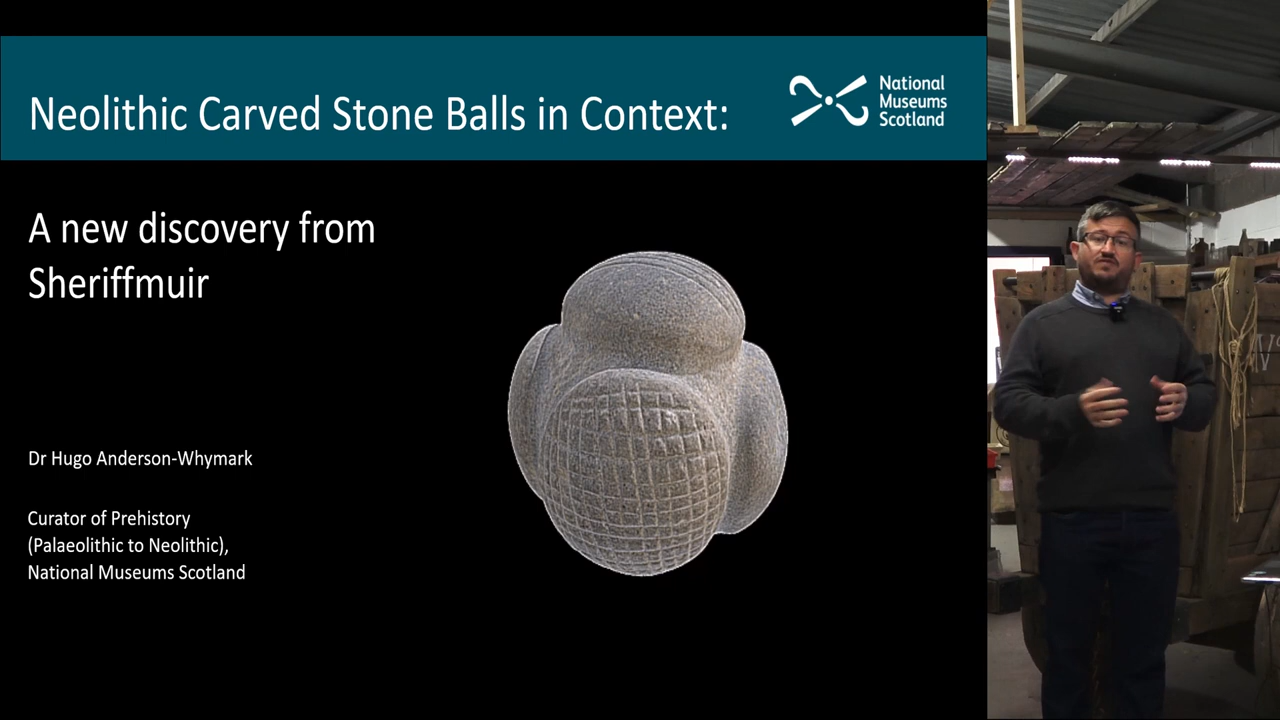 Neolithic Carved Stone Balls in Context:
National
Museums
Scotland
A new discovery from
Sheriffmuir
Dr Hugo Anderson-Whymark
Curator of Prehistory
(Palaeolithic to Neolithic),
National Museums Scotland